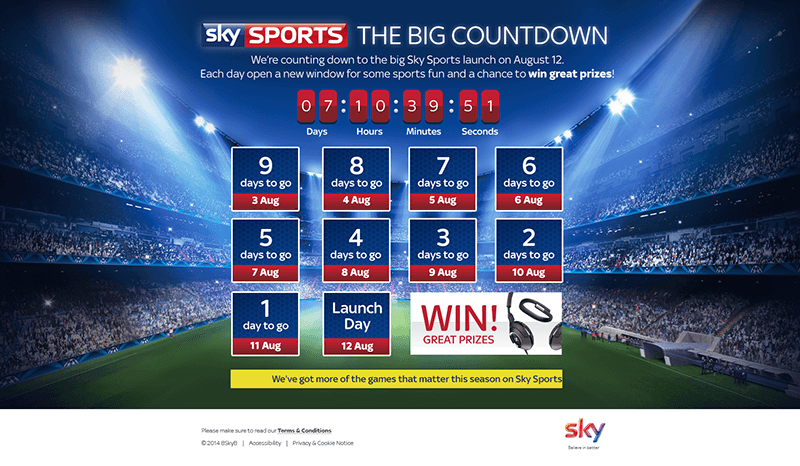 sky SPORTS THE BIG COUNTDOWN
We're counting down to the big Sky Sports launch on August 12.
Each day open a new window for some sports fun and a chance to win great prizes!
07:10:39:51
Days Hours Minutes Seconds
9
days to go
3 Aug
8
days to go
4 Aug
7
days to go
5 Aug
6
days to go
6 Aug
5
days to go
7 Aug
4
days to go
8 Aug
3
days to go
9 Aug
2
days to go
10 Aug
1
day to go
11 Aug
Launch
Day
12 Aug
WIN!
GREAT PRIZES
We've got more of the games that matter this season on Sky Sports
Please make sure to read our Terms & Conditions
© 2014 BSkyB | Accessibility | Privacy & Cookie Notice
sky
Believe in better